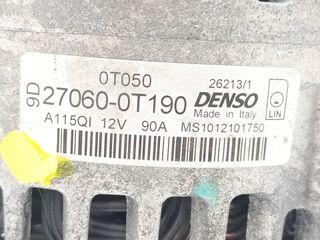 0T050
26213/1
9D 27060-0T190 DENSO
Made in Italy
LIN
A115QI 12V 90A MS1012101750